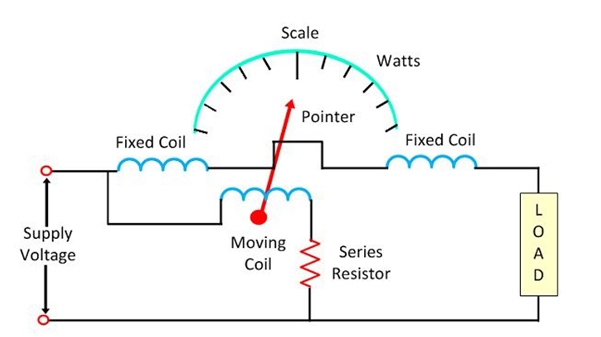 Scale
Watts
Pointer
Fixed Coil
Fixed Coil
Supply
Voltage
Moving
Coil
Series
Resistor
L
O
A
D